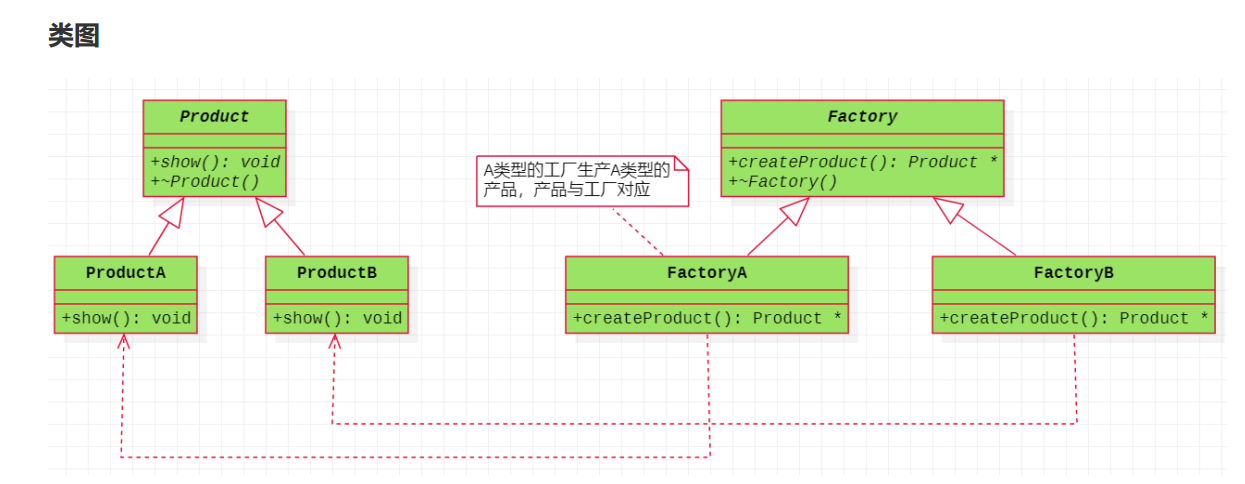 类图
Product
+show(): void
+~Product()
Factory
+createProduct(): Product *
+~Factory()
A类型的工厂生产A类型的
产品，产品与工厂对应
ProductA
+show(): void
ProductB
+show(): void
FactoryA
+createProduct(): Product *
FactoryB
+createProduct(): Product *